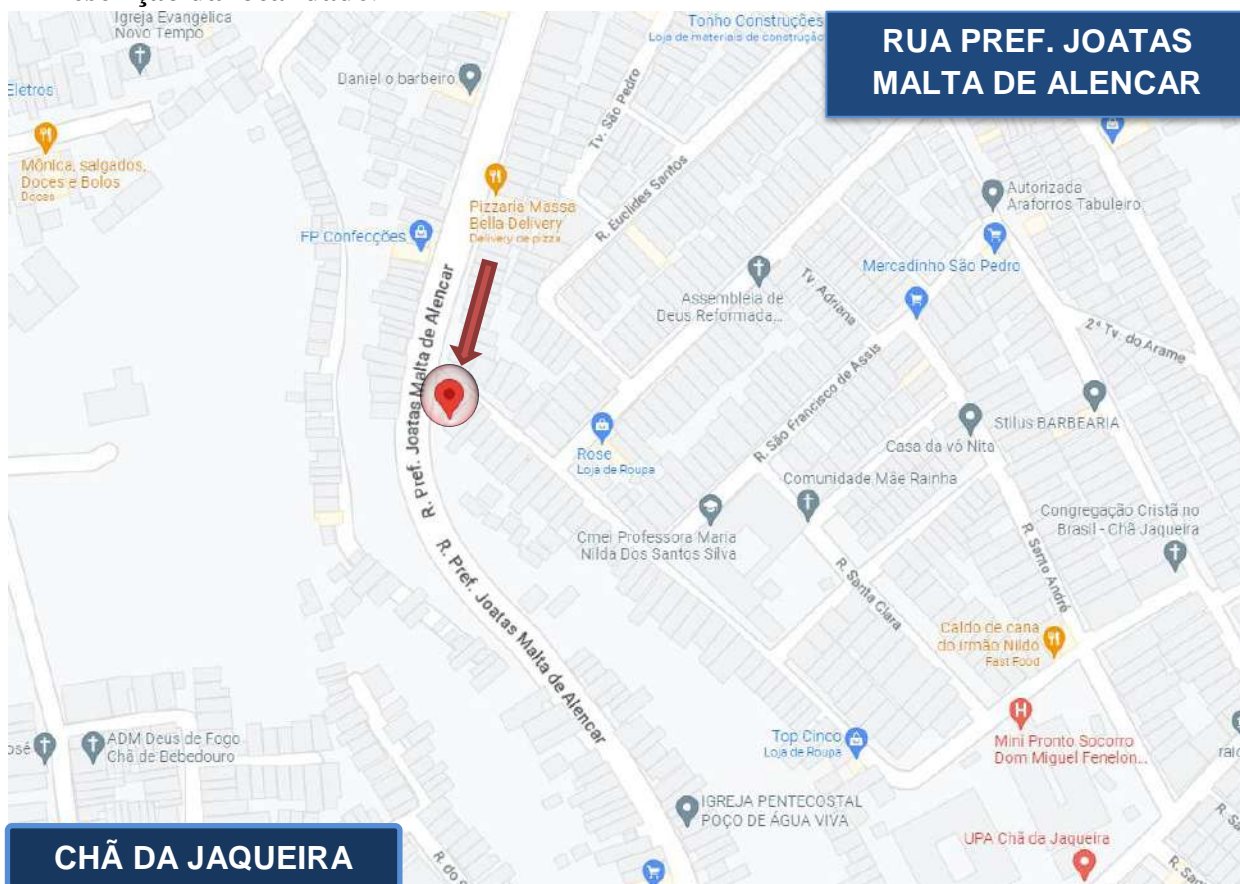 Igreja Evangélica
Novo Tempo
Tonho Construções
Loja de materiais de construção
RUA PREF. JOATAS
MALTA DE ALENCAR
Daniel o barbeiro
Eletros
Tv. São Pedro
Mônica, salgados,
Doces e Bolos
Doces
Pizzaria Massa
Bella Delivery
Delivery de pizza
R. Euclides Santos
FP Confecções
Autorizada
Araforros Tabuleiro
Mercadinho São Pedro
Assembleia de
Deus Reformada...
Tv. Adriana
2ª Tv. do Arame
R. Pref. Joatas Malta de Alencar
R. São Francisco de Assis
Stilus BARBEARIA
Rose
Loja de Roupa
Casa da vó Nita
Comunidade Mãe Rainha
Congregação Cristã no
Brasil - Chã Jaqueira
Cmei Professora Maria
Nilda Dos Santos Silva
R. Pref. Joatas Malta de Alencar
R. Santa Clara
R. Santo André
Caldo de cana
do irmão Nildo
Fast Food
ADM Deus de Fogo
Chã de Bebedouro
Top Cinco
Loja de Roupa
Mini Pronto Socorro
Dom Miguel Fenelon...
IGREJA PENTECOSTAL
POÇO DE ÁGUA VIVA
UPA Chã da Jaqueira
CHÃ DA JAQUEIRA